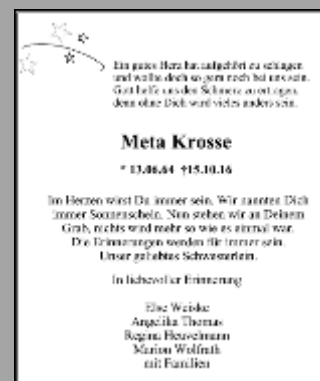 Ein gutes Herz hat aufgehört zu schlagen
und wollte doch so gern noch bei uns sein.
Gott helfe uns den Schmerz zu ertragen,
denn ohne Dich wird vieles anders sein.
Meta Krosse
* 13.06.64 †15.10.16
Im Herzen wirst Du immer sein. Wir nannten Dich
immer Sonnenschein. Nun stehen wir an Deinem
Grab, nichts wird mehr so wie es einmal war.
Die Erinnerungen werden für immer sein.
Unser geliebtes Schwesterlein.
In liebevoller Erinnerung
Else Weiske
Angelika Thomas
Regina Heuvelmann
Marion Wolfrath
mit Familien